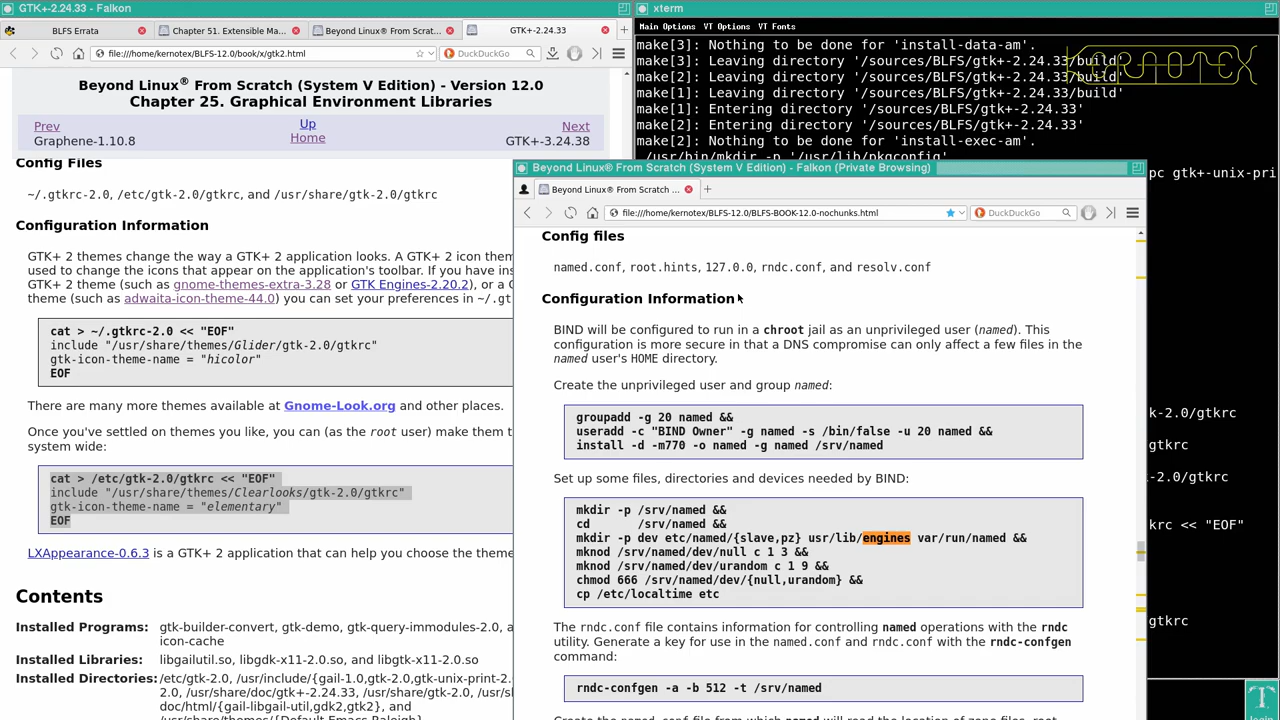 GTK+-2.24.33 - Falkon
BLFS Errata
Chapter 51. Extensible Ma...
Beyond Linux® From Scrat...
GTK+-2.24.33
file:///home/kernotex/BLFS-12.0/book/x/gtk2.html
DuckDuckGo
Beyond Linux® From Scratch (System V Edition) - Version 12.0
Chapter 25. Graphical Environment Libraries
Prev
Up
Next
Graphene-1.10.8
Home
GTK+-3.24.38
Config Files
~/.gtkrc-2.0, /etc/gtk-2.0/gtkrc, and /usr/share/gtk-2.0/gtkrc
Configuration Information
GTK+ 2 themes change the way a GTK+ 2 application looks. A GTK+ 2 icon them
used to change the icons that appear on the application's toolbar. If you have ins
GTK+ 2 theme (such as gnome-themes-extra-3.28 or GTK Engines-2.20.2), or a
theme (such as adwaita-icon-theme-44.0) you can set your preferences in ~/.gt
cat > ~/.gtkrc-2.0 << "EOF"
include "/usr/share/themes/Glider/gtk-2.0/gtkrc"
gtk-icon-theme-name = "hicolor"
EOF
There are many more themes available at Gnome-Look.org and other places.
Once you've settled on themes you like, you can (as the root user) make them t
system wide:
cat > /etc/gtk-2.0/gtkrc << "EOF"
include "/usr/share/themes/Clearlooks/gtk-2.0/gtkrc"
gtk-icon-theme-name = "elementary"
EOF
LXAppearance-0.6.3 is a GTK+ 2 application that can help you choose the theme
Contents
Installed Programs: gtk-builder-convert, gtk-demo, gtk-query-immodules-2.0, an
icon-cache
Installed Libraries: libgailutil.so, libgdk-x11-2.0.so, and libgtk-x11-2.0.so
Installed Directories: /etc/gtk-2.0, /usr/include/{gail-1.0,gtk-2.0,gtk-unix-print-2.
2.0, /usr/share/doc/gtk+-2.24.33, /usr/share/gtk-2.0, /usr/s
doc/html/{gail-libgail-util,gdk2,gtk2}, and
/usr/share/themes/{Default,Emacs,Raleigh}
xterm
Main Options VT Options VT Fonts
make[3]: Nothing to be done for 'install-data-am'.
make[3]: Leaving directory '/sources/BLFS/gtk+-2.24.33/build'
make[2]: Leaving directory '/sources/BLFS/gtk+-2.24.33/build'
make[1]: Leaving directory '/sources/BLFS/gtk+-2.24.33/build'
make[1]: Entering directory '/sources/BLFS/gtk+-2.24.33'
make[2]: Entering directory '/sources/BLFS/gtk+-2.24.33'
make[2]: Nothing to be done for 'install-exec-am'.
/usr/bin/mkdir -p '/usr/lib/pkgconfig'
pc gtk+-unix-pri
k-2.0/gtkrc
gtkrc
k-2.0/gtkrc
krc << "EOF"
gtkrc
KERNOTEX
Beyond Linux® From Scratch (System V Edition) - Falkon (Private Browsing)
Beyond Linux® From Scratch ...
file:///home/kernotex/BLFS-12.0/BLFS-BOOK-12.0-nochunks.html
DuckDuckGo
Config files
named.conf, root.hints, 127.0.0, rndc.conf, and resolv.conf
Configuration Information
BIND will be configured to run in a chroot jail as an unprivileged user (named). This
configuration is more secure in that a DNS compromise can only affect a few files in the
named user's HOME directory.
Create the unprivileged user and group named:
groupadd -g 20 named &&
useradd -c "BIND Owner" -g named -s /bin/false -u 20 named &&
install -d -m770 -o named -g named /srv/named
Set up some files, directories and devices needed by BIND:
mkdir -p /srv/named &&
cd /srv/named &&
mkdir -p dev etc/named/{slave,pz} usr/lib/engines var/run/named &&
mknod /srv/named/dev/null c 1 3 &&
mknod /srv/named/dev/urandom c 1 9 &&
chmod 666 /srv/named/dev/{null,urandom} &&
cp /etc/localtime etc
The rndc.conf file contains information for controlling named operations with the rndc
utility. Generate a key for use in the named.conf and rndc.conf with the rndc-confgen
command:
rndc-confgen -a -b 512 -t /srv/named